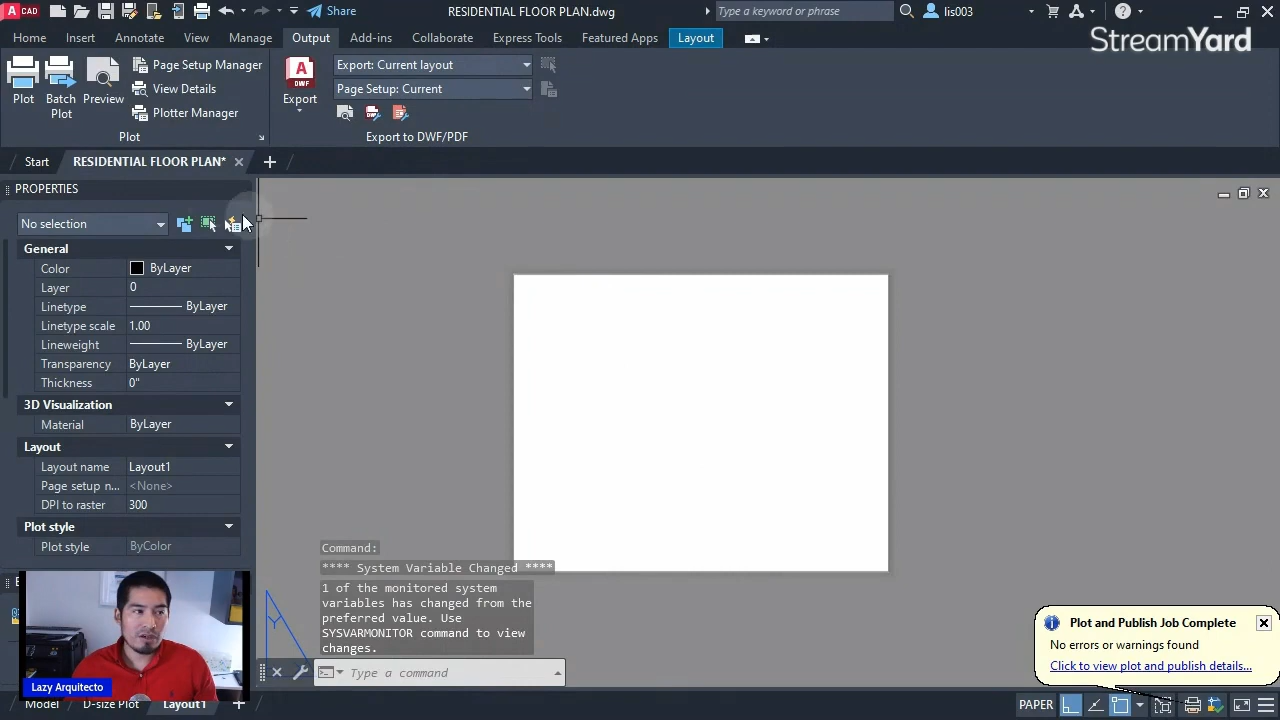 CAD
Share
RESIDENTIAL FLOOR PLAN.dwg
Type a keyword or phrase
lis003
Home
Insert
Annotate
View
Manage
Output
Add-ins
Collaborate
Express Tools
Featured Apps
Layout
StreamYard
Plot
Batch
Plot
Preview
Page Setup Manager
View Details
Plotter Manager
Plot
DWF
Export
Export: Current layout
Page Setup: Current
Export to DWF/PDF
Start
RESIDENTIAL FLOOR PLAN*
PROPERTIES
No selection
General
Color ByLayer
Layer 0
Linetype ByLayer
Linetype scale 1.00
Lineweight ByLayer
Transparency ByLayer
Thickness 0"
3D Visualization
Material ByLayer
Layout
Layout name Layout1
Page setup n... <None>
DPI to raster 300
Plot style
Plot style ByColor
Command:
**** System Variable Changed ****
1 of the monitored system
variables has changed from the
preferred value. Use
SYSVARMONITOR command to view
changes.
Y
Type a command
Plot and Publish Job Complete
No errors or warnings found
Click to view plot and publish details...
Lazy Arquitecto
Model
D-size Plot
Layout1
PAPER